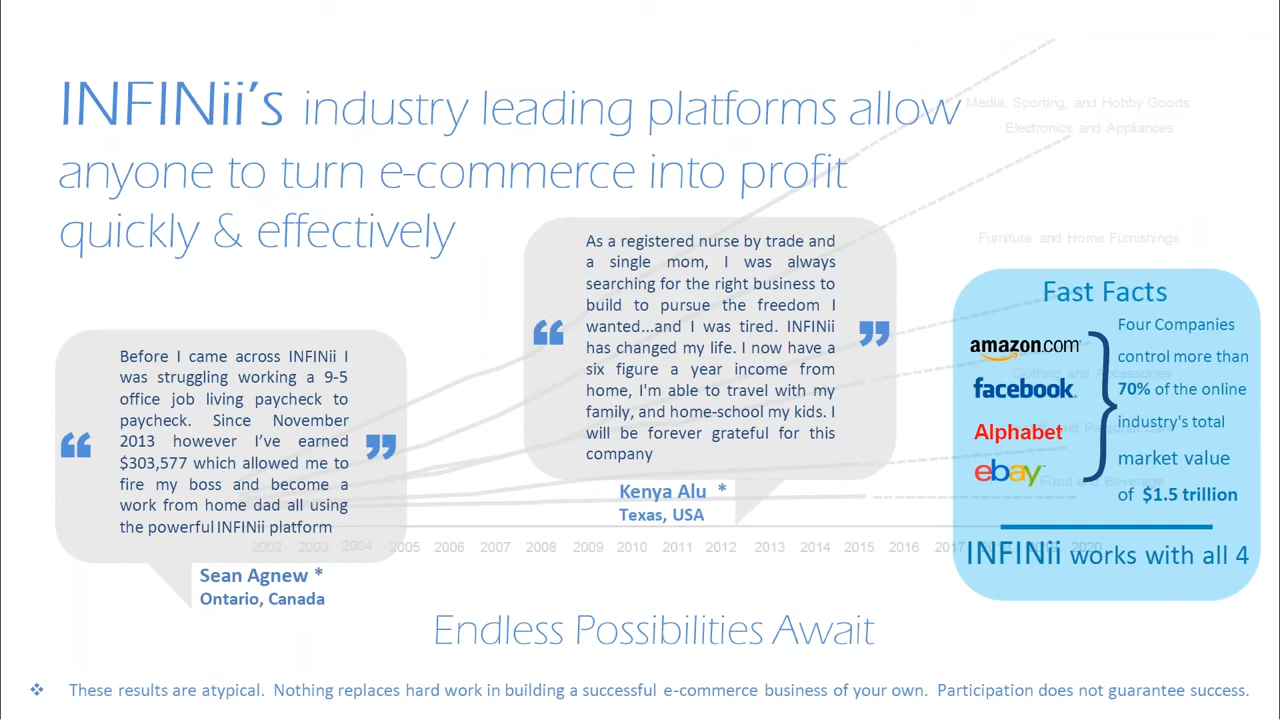 INFINii’s industry leading platforms allow
anyone to turn e-commerce into profit
quickly & effectively
Media, Sporting, and Hobby Goods
Electronics and Appliances
Furniture and Home Furnishings
“
Before I came across INFINii I
was struggling working a 9-5
office job living paycheck to
paycheck. Since November
2013 however I’ve earned
$303,577 which allowed me to
fire my boss and become a
work from home dad all using
the powerful INFINii platform
”
Sean Agnew *
Ontario, Canada
“
As a registered nurse by trade and
a single mom, I was always
searching for the right business to
build to pursue the freedom I
wanted...and I was tired. INFINii
has changed my life. I now have a
six figure a year income from
home, I'm able to travel with my
family, and home-school my kids. I
will be forever grateful for this
company
”
Kenya Alu *
Texas, USA
Fast Facts
amazon.com
facebook
Alphabet
ebay
Four Companies
control more than
70% of the online
industry's total
market value
of $1.5 trillion
Clothing and Accessories
Food and Beverage
INFINii works with all 4
2002 2003 2004 2005 2006 2007 2008 2009 2010 2011 2012 2013 2014 2015 2016 2017 2020
Endless Possibilities Await
❖ These results are atypical. Nothing replaces hard work in building a successful e-commerce business of your own. Participation does not guarantee success.